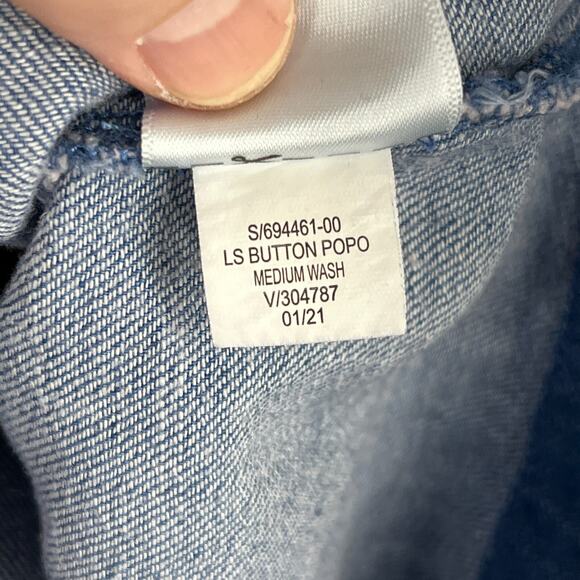 S/694461-00
LS BUTTON POPO
MEDIUM WASH
V/304787
01/21